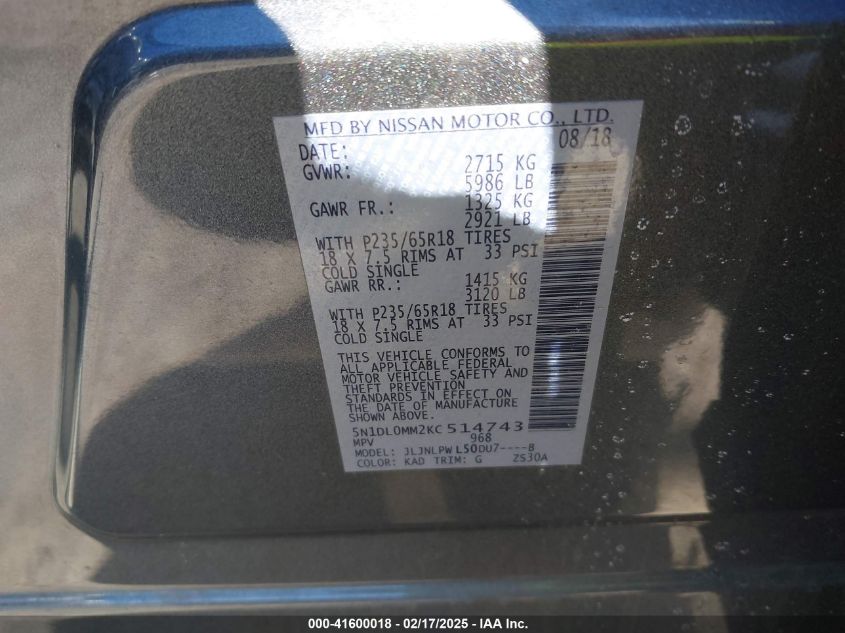 MFD BY NISSAN MOTOR CO., LTD.
DATE: 08/18
GVWR: 2715 KG
5986 LB
GAWR FR.: 1325 KG
2921 LB
WITH P235/65R18 TIRES
18 X 7.5 RIMS AT 33 PSI
COLD SINGLE
GAWR RR.: 1415 KG
3120 LB
WITH P235/65R18 TIRES
18 X 7.5 RIMS AT 33 PSI
COLD SINGLE
THIS VEHICLE CONFORMS TO
ALL APPLICABLE FEDERAL
MOTOR VEHICLE SAFETY AND
THEFT PREVENTION
STANDARDS IN EFFECT ON
THE DATE OF MANUFACTURE
SHOWN ABOVE.
5N1DL0MM2KC514743
MPV 968
MODEL: JLJNLPW L50DU7----B
COLOR: KAD TRIM: G ZS30A
000-41600018 - 02/17/2025 - IAA Inc.